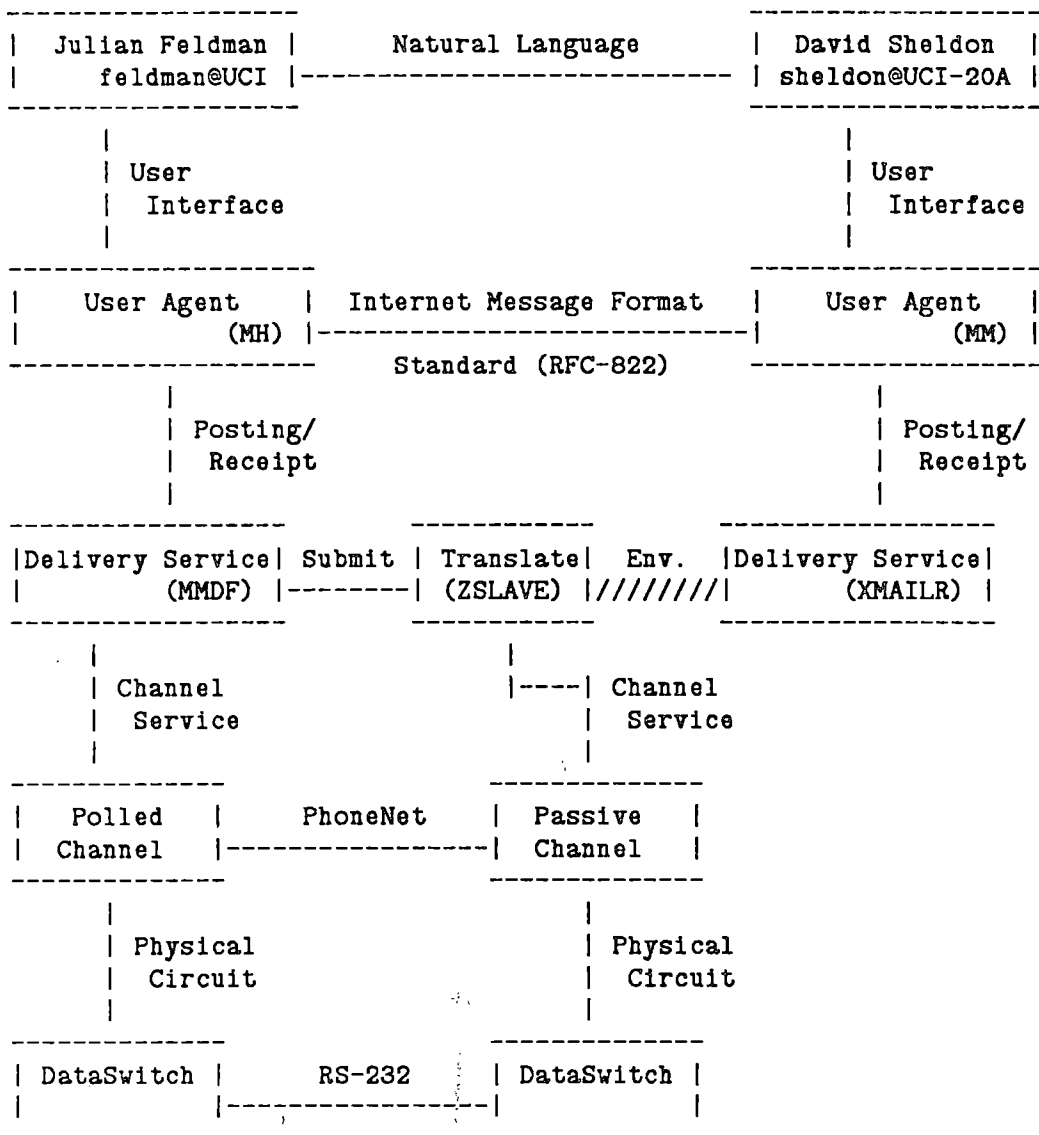 Julian Feldman Natural Language David Sheldon
feldman@UCI sheldon@UCI-20A
User User
Interface Interface
User Agent Internet Message Format User Agent
(MH) (MM)
Standard (RFC-822)
Posting/ Posting/
Receipt Receipt
Delivery Service Submit Translate Env. Delivery Service
(MMDF) (ZSLAVE) //////// (XMAILR)
Channel Channel
Service Service
Polled PhoneNet Passive
Channel Channel
Physical Physical
Circuit Circuit
DataSwitch RS-232 DataSwitch